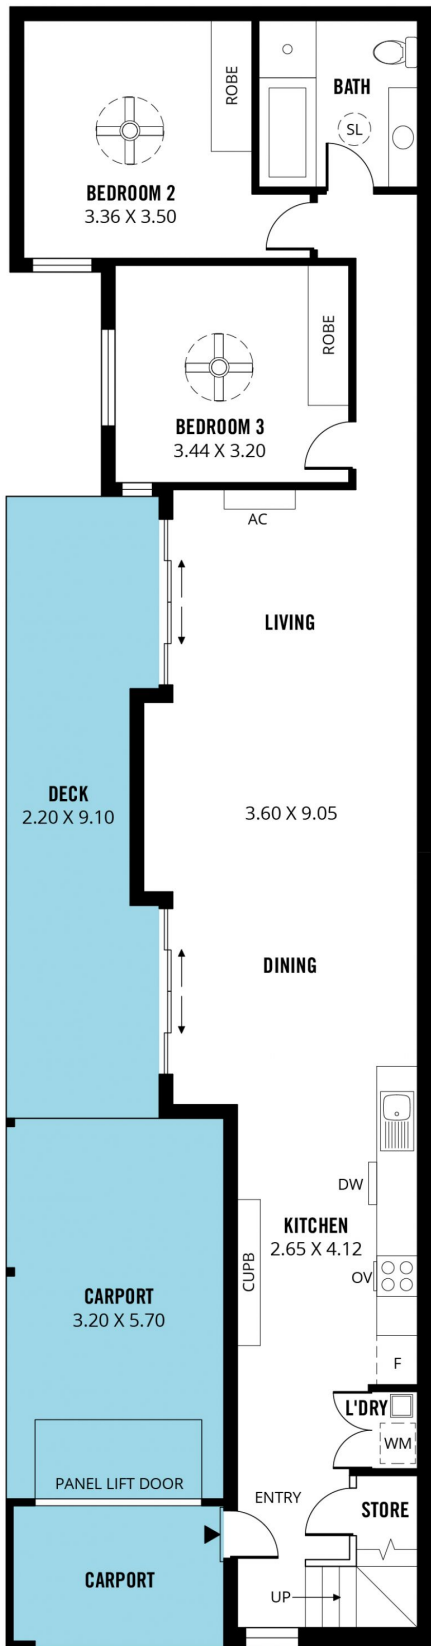 ROBE
BATH
SL
BEDROOM 2
3.36 X 3.50
ROBE
BEDROOM 3
3.44 X 3.20
AC
LIVING
DECK
2.20 X 9.10
3.60 X 9.05
DINING
DW
KITCHEN
2.65 X 4.12
CUPB
OV
CARPORT
3.20 X 5.70
F
L'DRY
WM
PANEL LIFT DOOR
ENTRY
STORE
CARPORT
UP